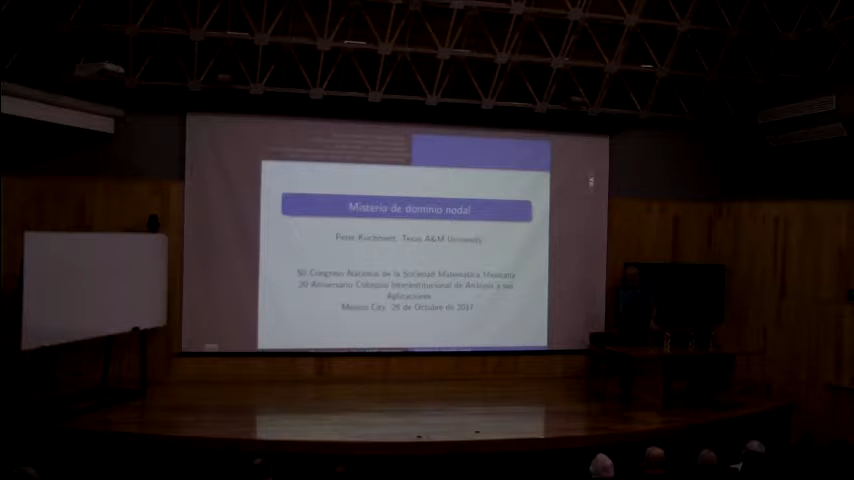 Misterio de dominio nodal
Peter Kuchment, Texas A&M University
50 Congreso Nacional de la Sociedad Matemática Mexicana
20 Aniversario Coloquio Interinstitucional de Análisis y sus
Aplicaciones
Mexico City, 26 de Octubre de 2017